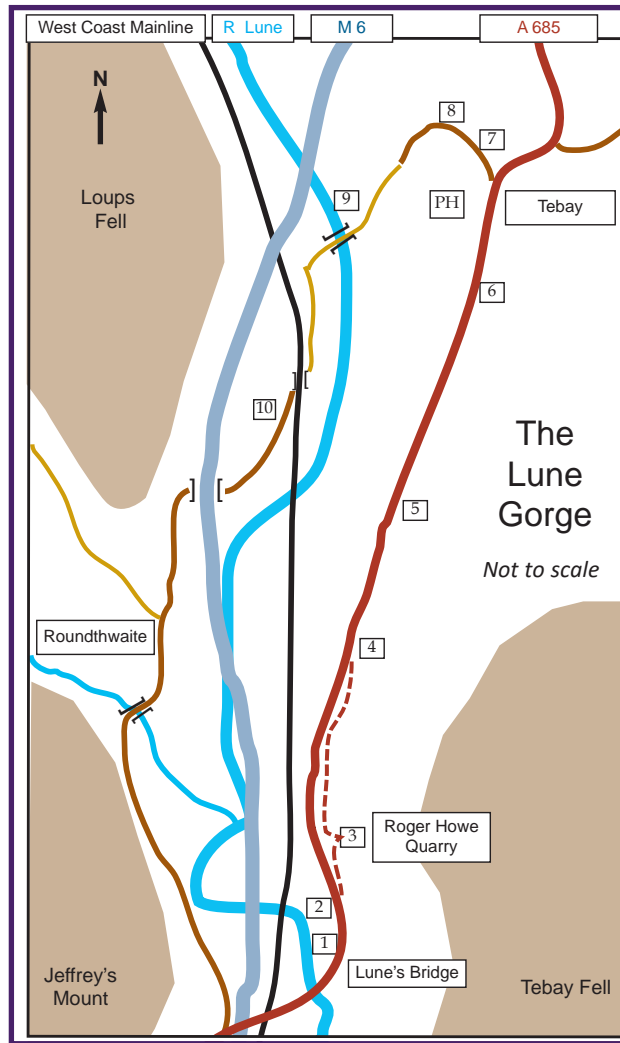 West Coast Mainline
R Lune
M 6
A 685
N
8
7
Loups
Fell
9
PH
Tebay
6
10
The
Lune
Gorge
5
Not to scale
Roundthwaite
4
3
Roger Howe
Quarry
2
1
Lune's Bridge
Jeffrey's
Mount
Tebay Fell